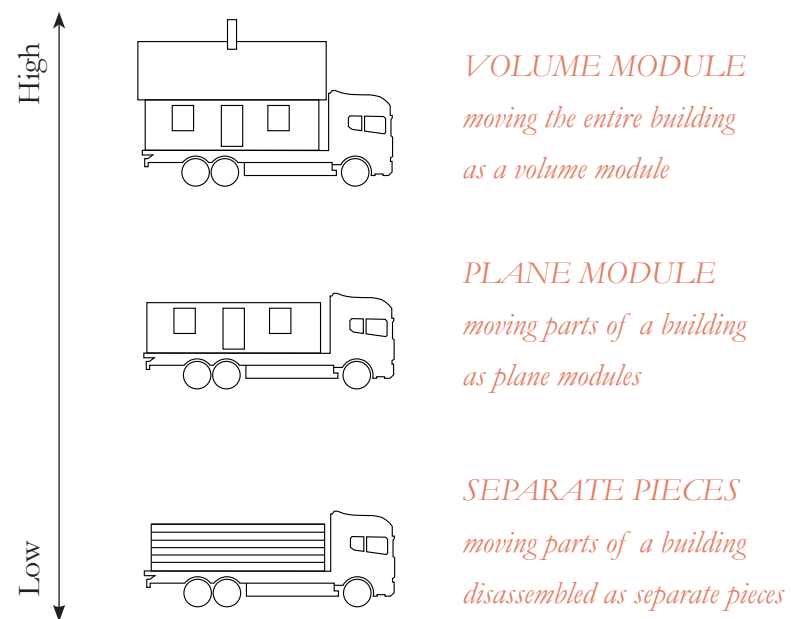 High
VOLUME MODULE
moving the entire building
as a volume module
PLANE MODULE
moving parts of a building
as plane modules
SEPARATE PIECES
moving parts of a building
disassembled as separate pieces
Low